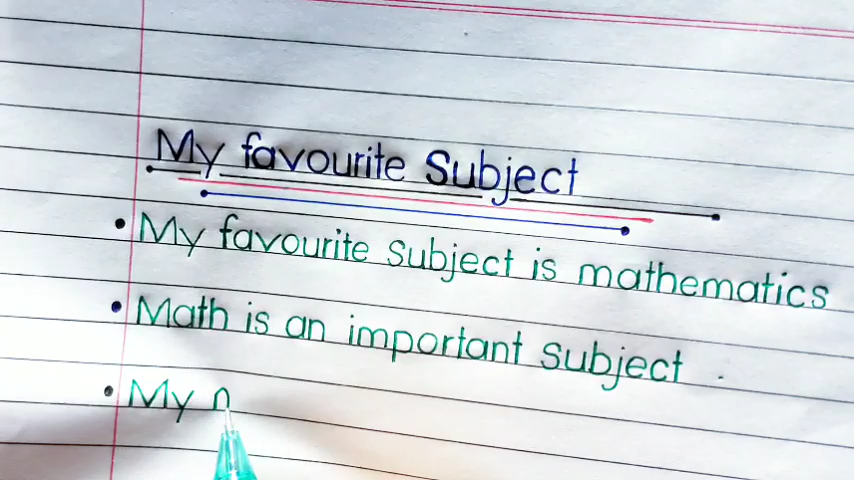 My favourite Subject
• My favourite Subject is mathematics
• Math is an important Subject .
• My